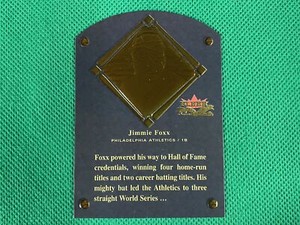 Jimmie Foxx
PHILADELPHIA ATHLETICS / 1B
Foxx powered his way to Hall of Fame
credentials, winning four home-run
titles and two career batting titles. His
mighty bat led the Athletics to three
straight World Series ...